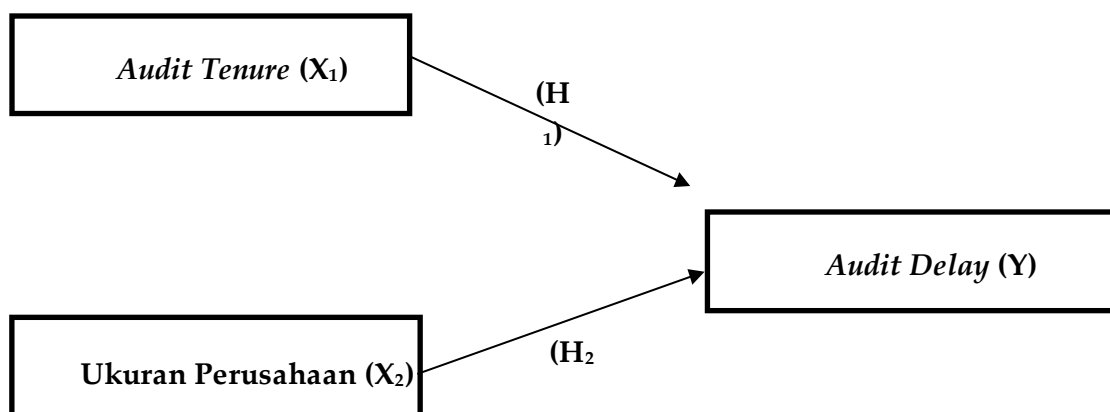 Audit Tenure (X₁)
(H
₁)
Audit Delay (Y)
Ukuran Perusahaan (X₂)
(H₂